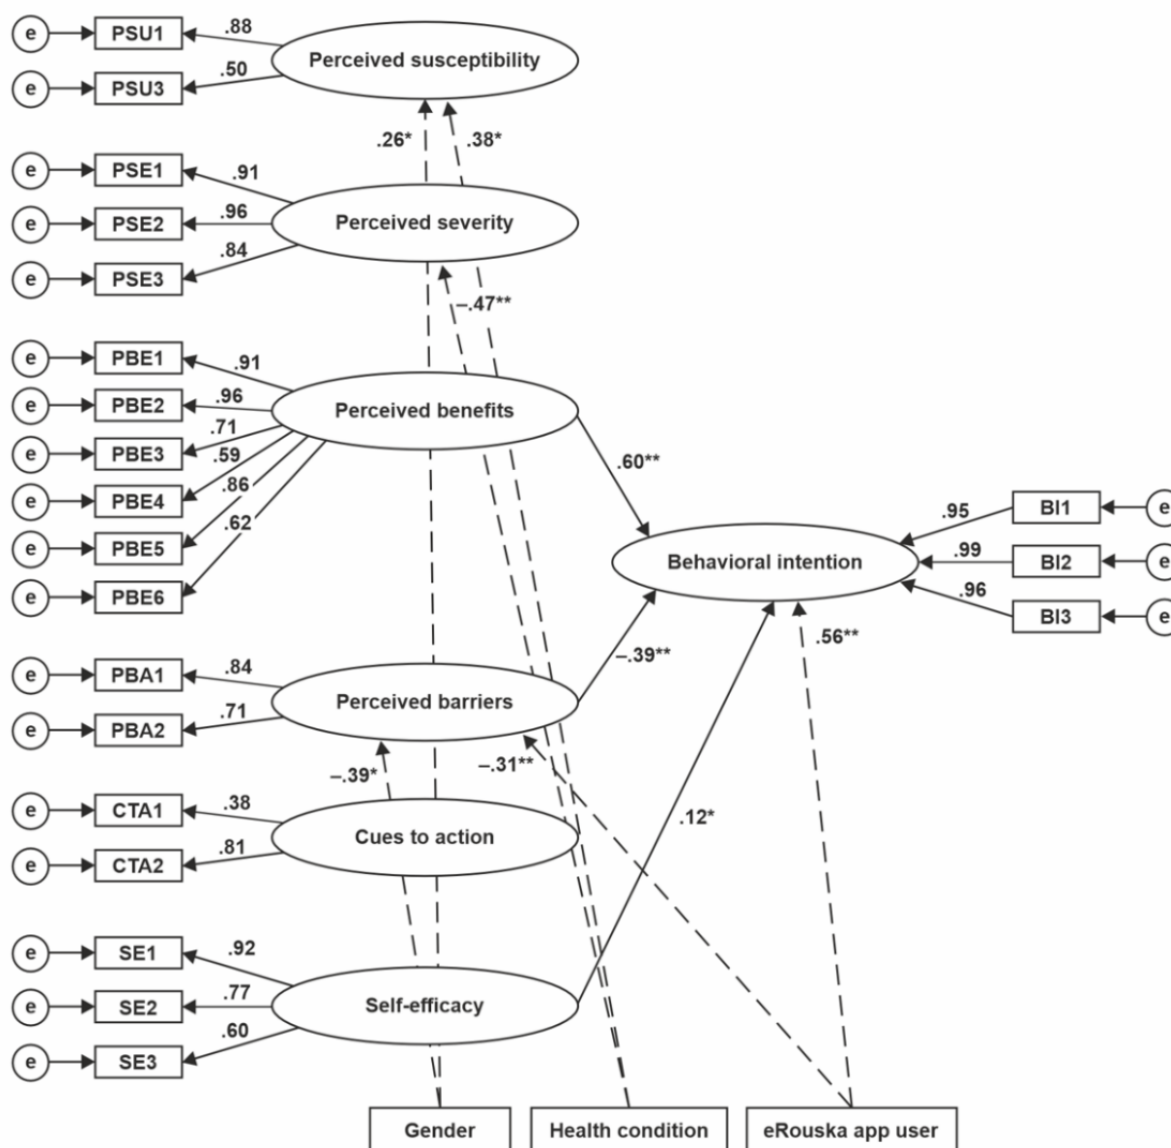 e PSU1 .88 Perceived susceptibility
e PSU3 .50
.26* .38*
e PSE1 .91
e PSE2 .96 Perceived severity
e PSE3 .84
–.47**
e PBE1 .91
e PBE2 .96 Perceived benefits
e PBE3 .71
e PBE4 .59
e PBE5 .86
e PBE6 .62
.60**
.95 BI1 e
Behavioral intention .99 BI2 e
.96 BI3 e
.56**
–.39**
e PBA1 .84 Perceived barriers
e PBA2 .71
–.39* –.31**
.12*
e CTA1 .38 Cues to action
e CTA2 .81
e SE1 .92
e SE2 .77 Self-efficacy
e SE3 .60
Gender Health condition eRouska app user